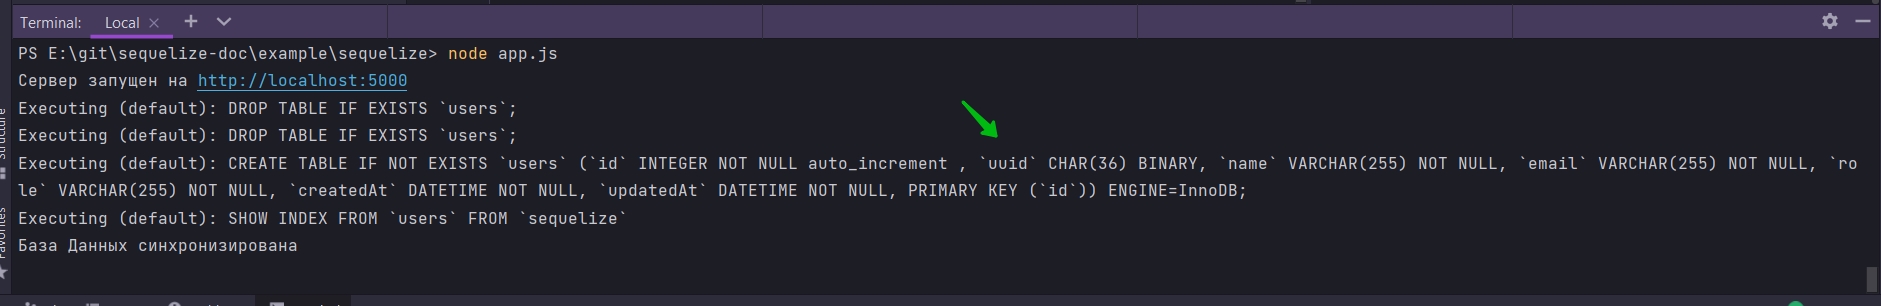 Terminal: Local
PS E:\git\sequelize-doc\example\sequelize> node app.js
Сервер запущен на http://localhost:5000
Executing (default): DROP TABLE IF EXISTS `users`;
Executing (default): DROP TABLE IF EXISTS `users`;
Executing (default): CREATE TABLE IF NOT EXISTS `users` (`id` INTEGER NOT NULL auto_increment , `uuid` CHAR(36) BINARY, `name` VARCHAR(255) NOT NULL, `email` VARCHAR(255) NOT NULL, `ro
le` VARCHAR(255) NOT NULL, `createdAt` DATETIME NOT NULL, `updatedAt` DATETIME NOT NULL, PRIMARY KEY (`id`)) ENGINE=InnoDB;
Executing (default): SHOW INDEX FROM `users` FROM `sequelize`
База Данных синхронизирована